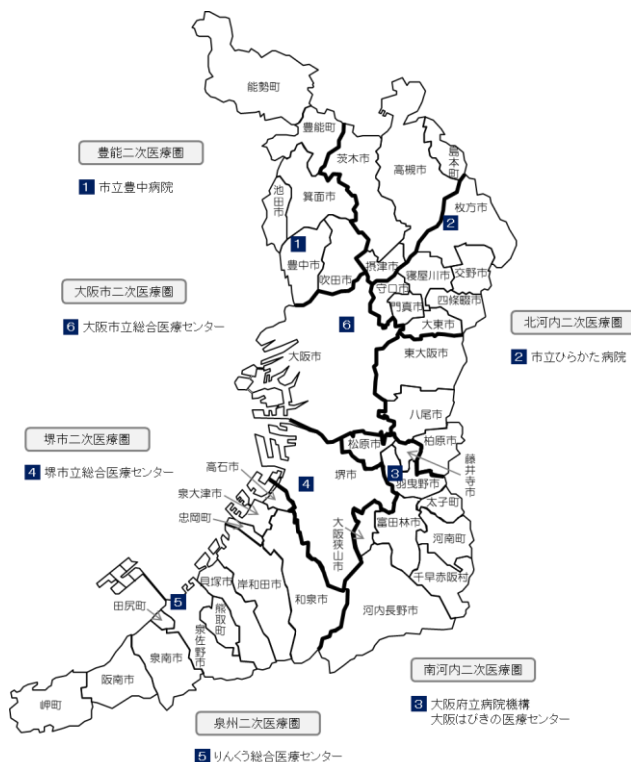 能勢町
豊能町
茨木市
高槻市
島本町
豊能二次医療圏
1 市立豊中病院
池田市
箕面市
枚方市
2
1
豊中市
吹田市
摂津市
守口市
寝屋川市
交野市
門真市
四條畷市
大東市
大阪市二次医療圏
6 大阪市立総合医療センター
6
大阪市
東大阪市
北河内二次医療圏
2 市立ひらかた病院
八尾市
柏原市
松原市
藤井寺市
堺市二次医療圏
4 堺市立総合医療センター
高石市
泉大津市
忠岡町
4
堺市
3
羽曳野市
太子町
大阪狭山市
富田林市
河南町
千早赤阪村
5
田尻町
貝塚市
岸和田市
和泉市
河内長野市
熊取町
泉佐野市
泉南市
阪南市
岬町
南河内二次医療圏
3 大阪府立病院機構
大阪はびきの医療センター
泉州二次医療圏
5 りんくう総合医療センター